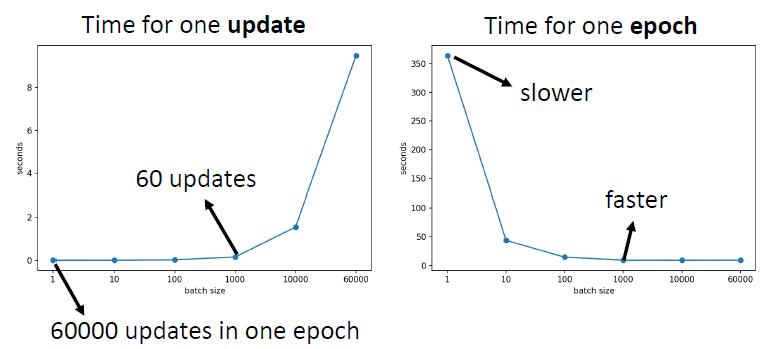 Time for one update
8
6
4
2
0
seconds
60 updates
1
10
100
1000
10000
60000
batch size
60000 updates in one epoch
Time for one epoch
350
300
250
200
150
100
50
0
seconds
slower
faster
1
10
100
1000
10000
60000
batch size